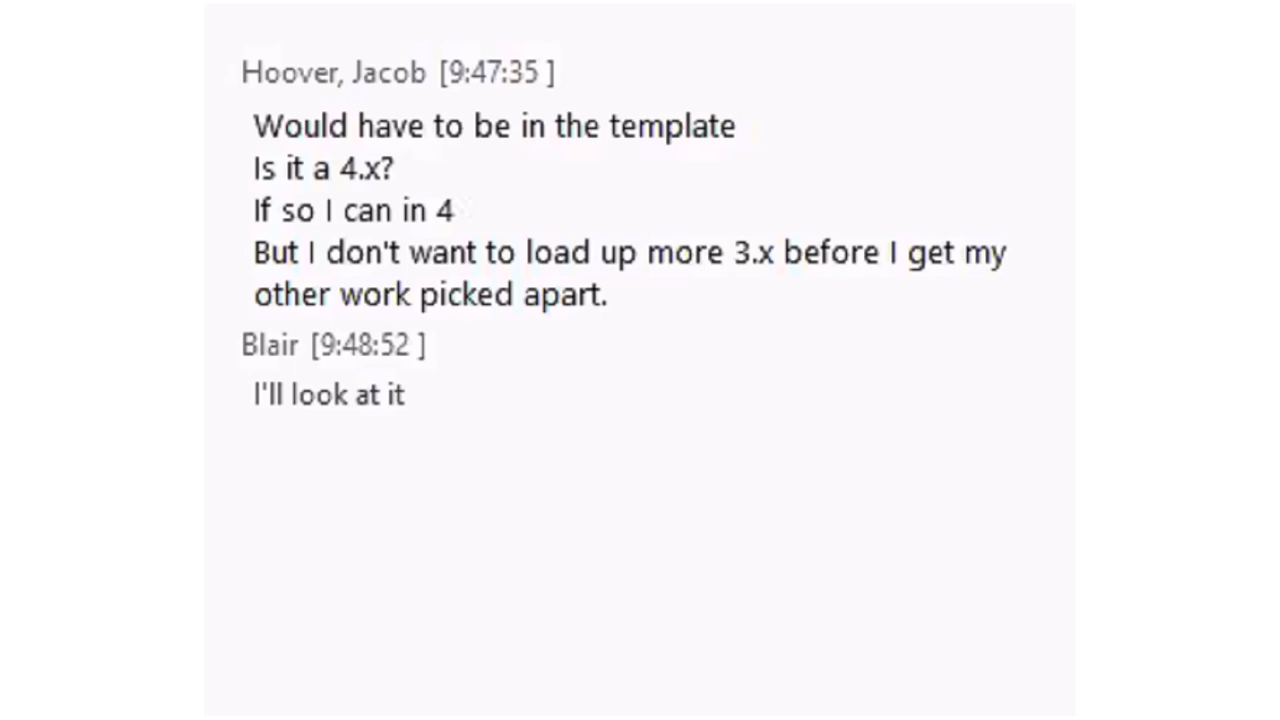 Hoover, Jacob [9:47:35 ]
Would have to be in the template
Is it a 4.x?
If so I can in 4
But I don't want to load up more 3.x before I get my
other work picked apart.
Blair [9:48:52 ]
I'll look at it